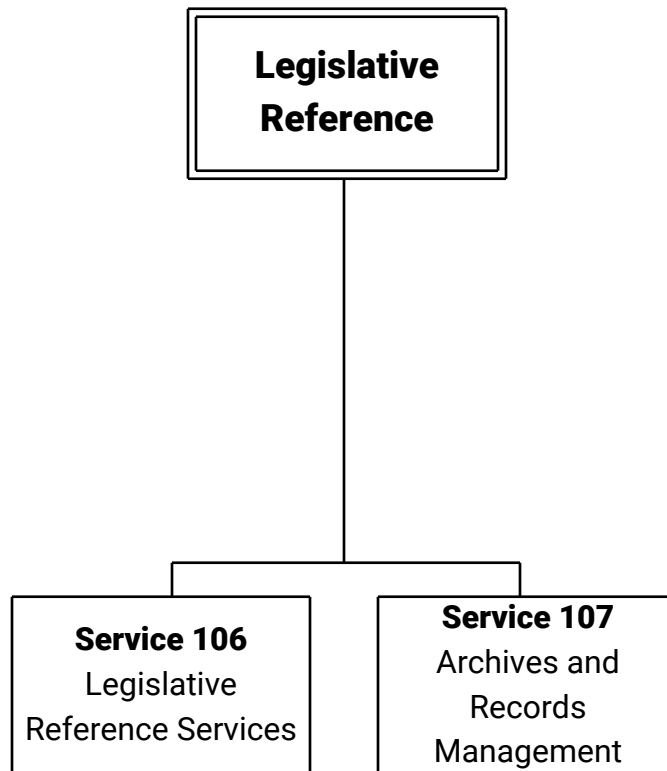 Legislative
Reference
Service 106
Legislative
Reference Services
Service 107
Archives and
Records
Management